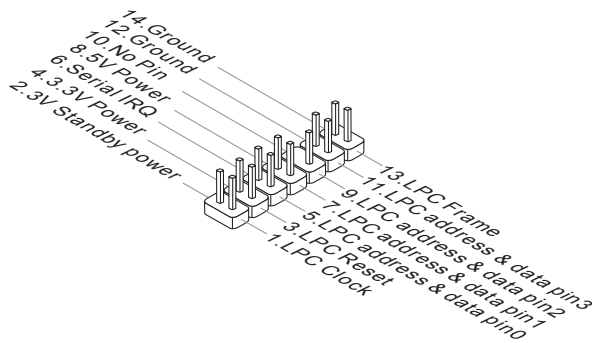 14.Ground
12.Ground
10.No Pin
8.5V Power
6.Serial IRQ
4.3.3V Power
2.3V Standby power
13.LPC Frame
11.LPC address & data pin3
9.LPC address & data pin2
7.LPC address & data pin1
5.LPC address & data pin0
3.LPC Reset
1.LPC Clock